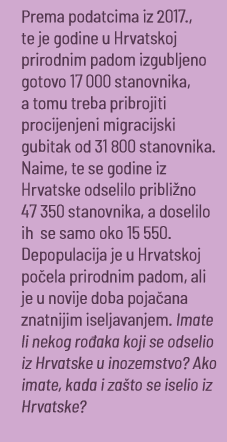 Prema podatcima iz 2017.,
te je godine u Hrvatskoj
prirodnim padom izgubljeno
gotovo 17 000 stanovnika,
a tomu treba pribrojiti
procijenjeni migracijski
gubitak od 31 800 stanovnika.
Naime, te se godine iz
Hrvatske odselilo približno
47 350 stanovnika, a doselilo
ih se samo oko 15 550.
Depopulacija je u Hrvatskoj
počela prirodnim padom, ali
je u novije doba pojačana
znatnijim iseljavanjem. Imate
li nekog rođaka koji se odselio
iz Hrvatske u inozemstvo? Ako
imate, kada i zašto se iselio iz
Hrvatske?